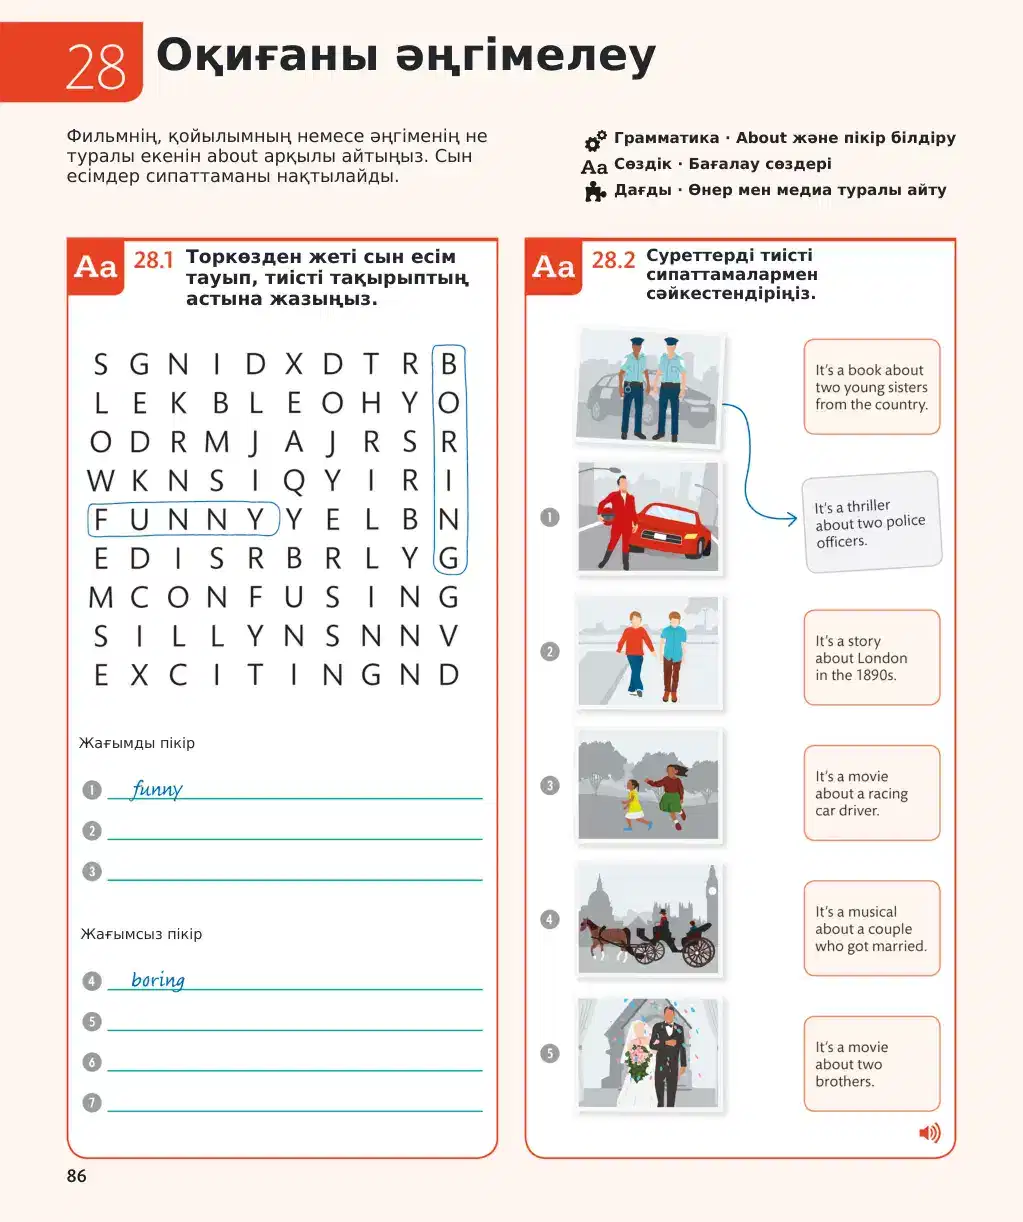 28
Оқиғаны әңгімелеу
Фильмнің, қойылымның немесе әңгіменің не
туралы екенін about арқылы айтыңыз. Сын
есімдер сипаттаманы нақтылайды.
Грамматика · About және пікір білдіру
Aa Сөздік · Бағалау сөздері
Дағды · Өнер мен медиа туралы айту
Aa 28.1 Торкөзден жеті сын есім
тауып, тиісті тақырыптың
астына жазыңыз.
S G N I D X D T R B
L E K B L E O H Y O
O D R M J A J R S R
W K N S I Q Y I R I
F U N N Y Y E L B N
E D I S R B R L Y G
M C O N F U S I N G
S I L L Y N S N N V
E X C I T I N G N D
Жағымды пікір
1 funny
2
3
Жағымсыз пікір
4 boring
5
6
7
Aa 28.2 Суреттерді тиісті
сипаттамалармен
сәйкестендіріңіз.
1
2
3
4
5
It's a book about
two young sisters
from the country.
It's a thriller
about two police
officers.
It's a story
about London
in the 1890s.
It's a movie
about a racing
car driver.
It's a musical
about a couple
who got married.
It's a movie
about two
brothers.
86